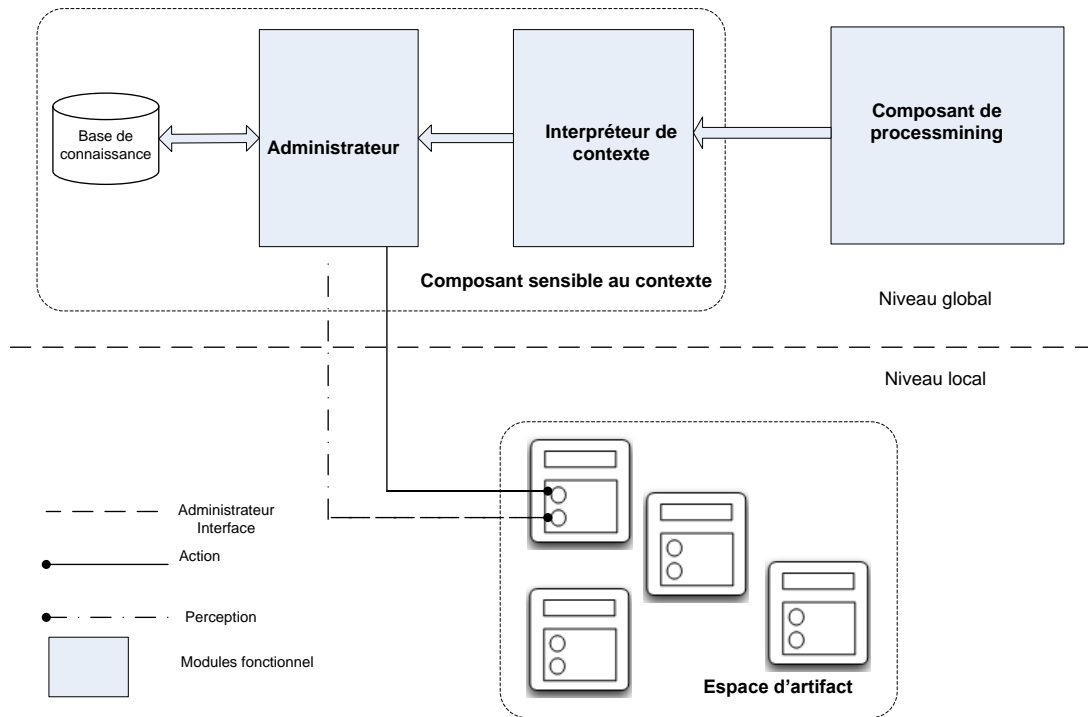 Base de
connaissance
Administrateur
Interpréteur de
contexte
Composant de
processmining
Composant sensible au contexte
Niveau global
Niveau local
Administrateur
Interface
Action
Perception
Modules fonctionnel
Espace d'artifact